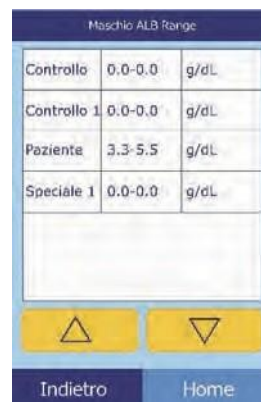 Maschio ALB Range
Controllo 0.0-0.0 g/dL
Controllo 1 0.0-0.0 g/dL
Paziente 3.3-5.5 g/dL
Speciale 1 0.0-0.0 g/dL
Indietro Home